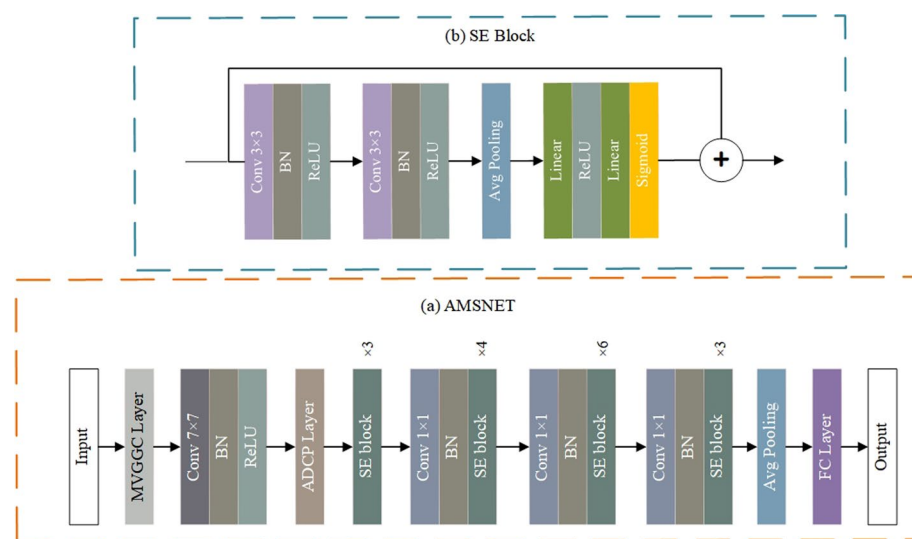 (b) SE Block
Conv 3×3
BN
ReLU
Conv 3×3
BN
ReLU
Avg Pooling
Linear
ReLU
Linear
Sigmoid
+
(a) AMSNET
×3
×4
×6
×3
Input
MVGGC Layer
Conv 7×7
BN
ReLU
ADCP Layer
SE block
Conv 1×1
BN
SE block
Conv 1×1
BN
SE block
Conv 1×1
BN
SE block
Avg Pooling
FC Layer
Output